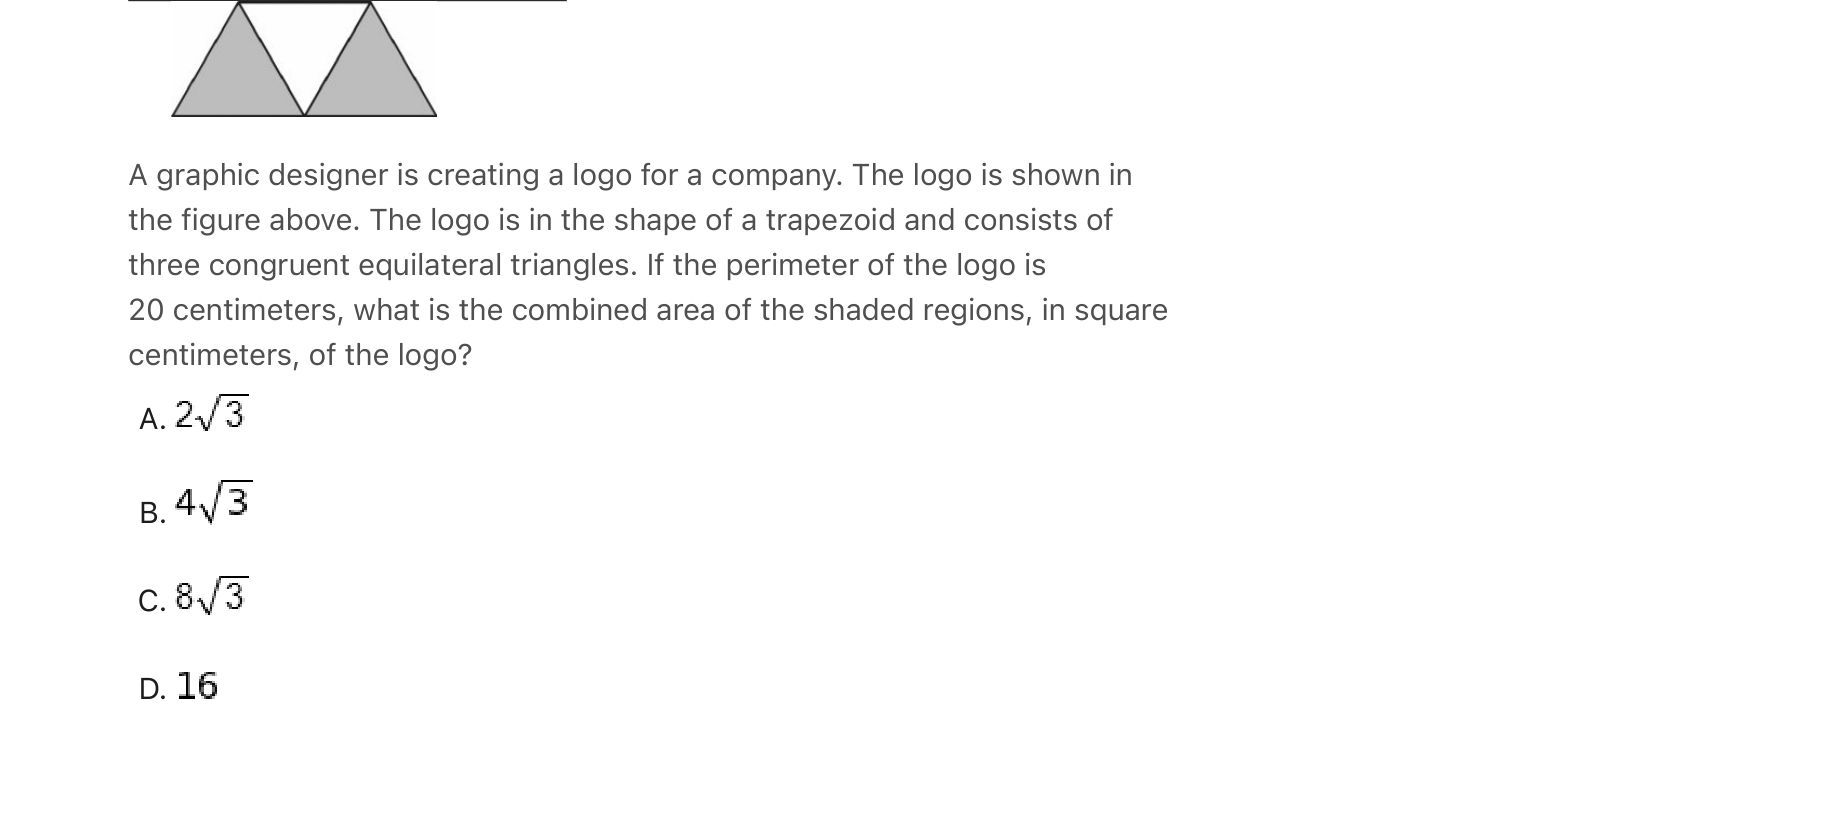 A graphic designer is creating a logo for a company. The logo is shown in
the figure above. The logo is in the shape of a trapezoid and consists of
three congruent equilateral triangles. If the perimeter of the logo is
20 centimeters, what is the combined area of the shaded regions, in square
centimeters, of the logo?
A. 2√3
B. 4√3
C. 8√3
D. 16